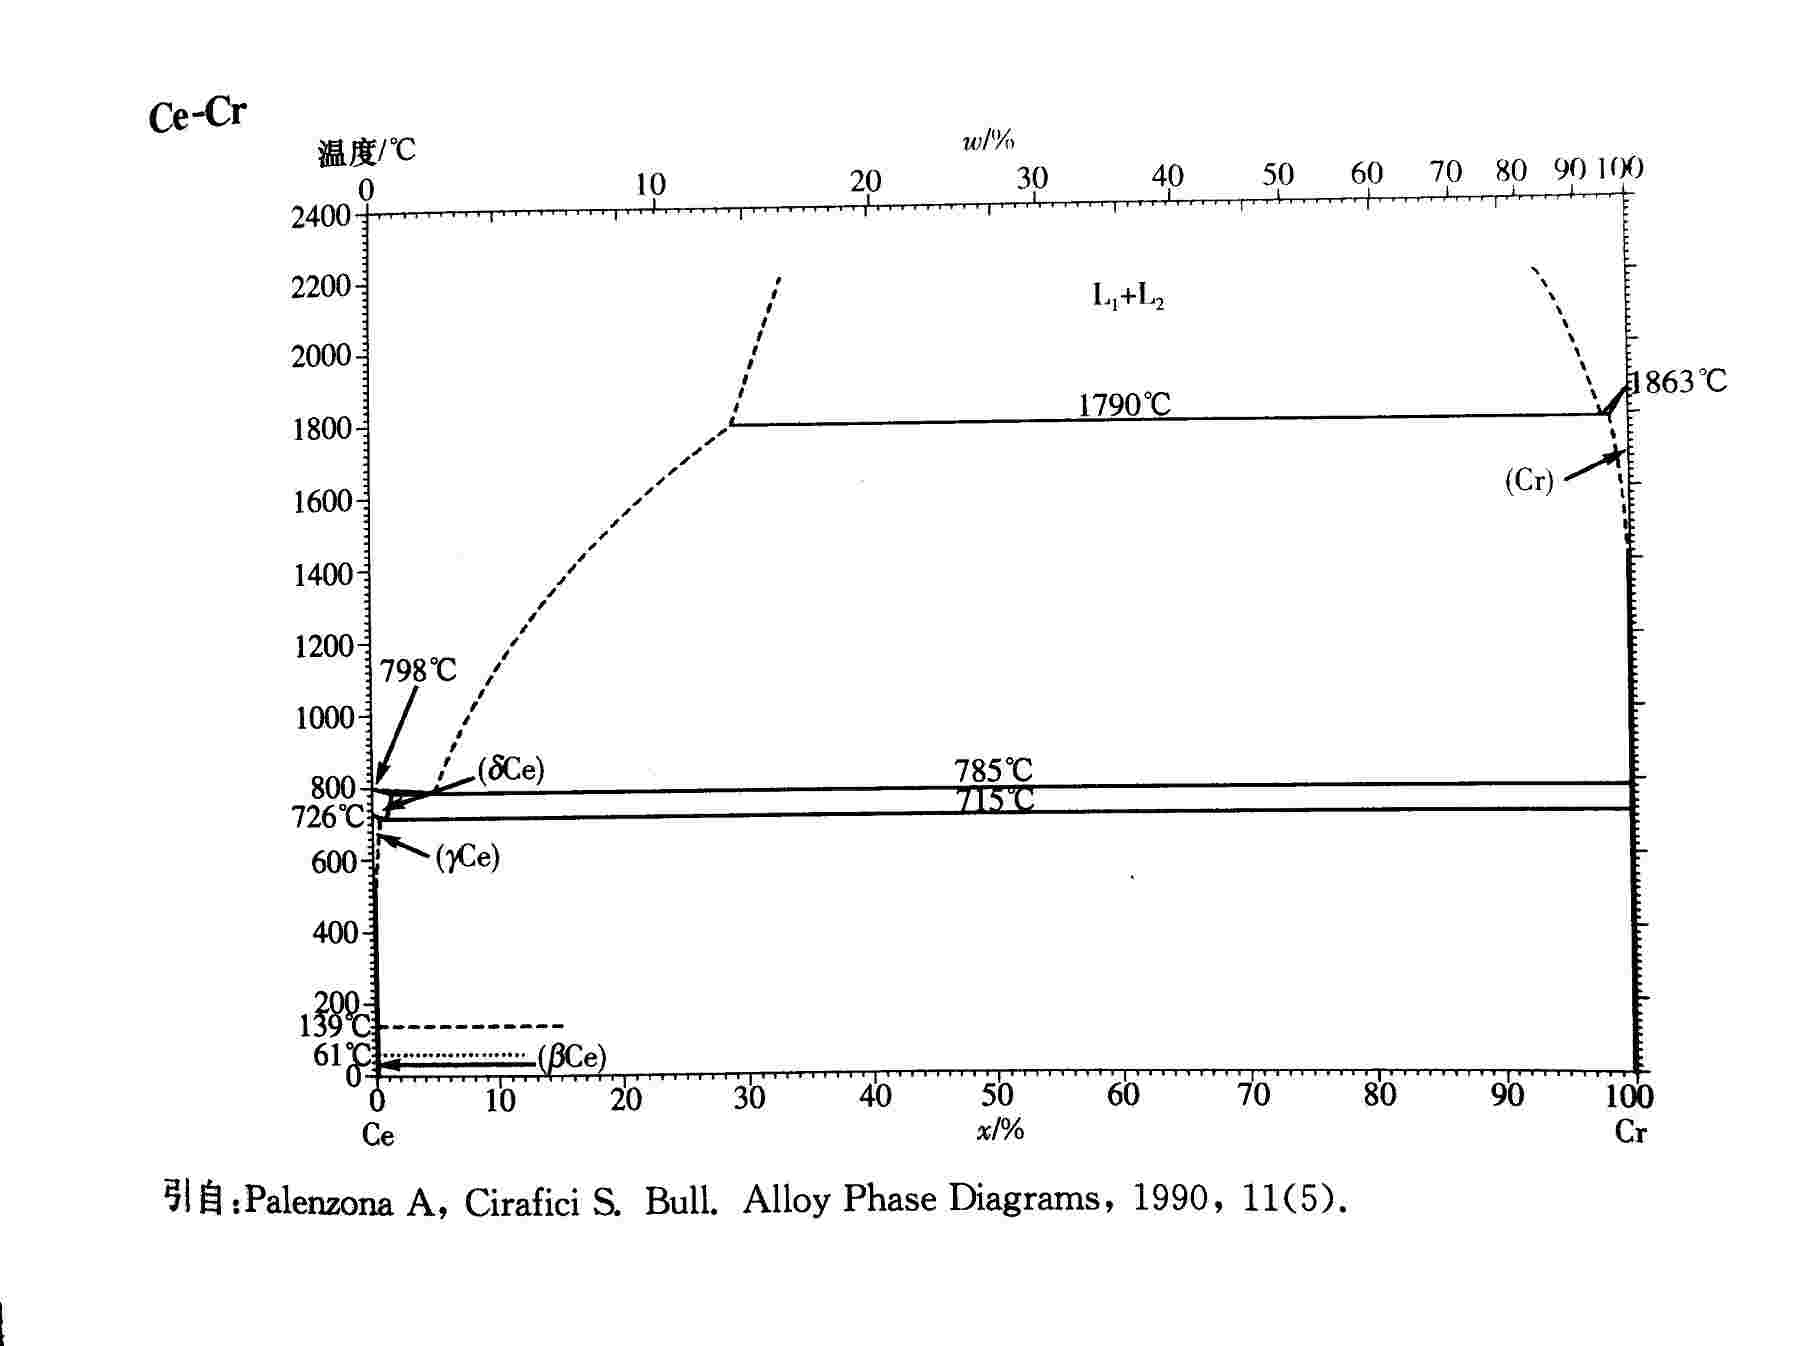 Ce-Cr
温度/℃
w/%
0 10 20 30 40 50 60 70 80 90 100
2400
2200
L₁+L₂
2000
1863℃
1790℃
1800
(Cr)
1600
1400
1200
798℃
1000
(δCe)
785℃
800
715℃
726℃
(γCe)
600
400
200
139℃
61℃
(βCe)
0
0 10 20 30 40 50 60 70 80 90 100
Ce x/% Cr
引自:Palenzona A, Cirafici S. Bull. Alloy Phase Diagrams, 1990, 11(5).